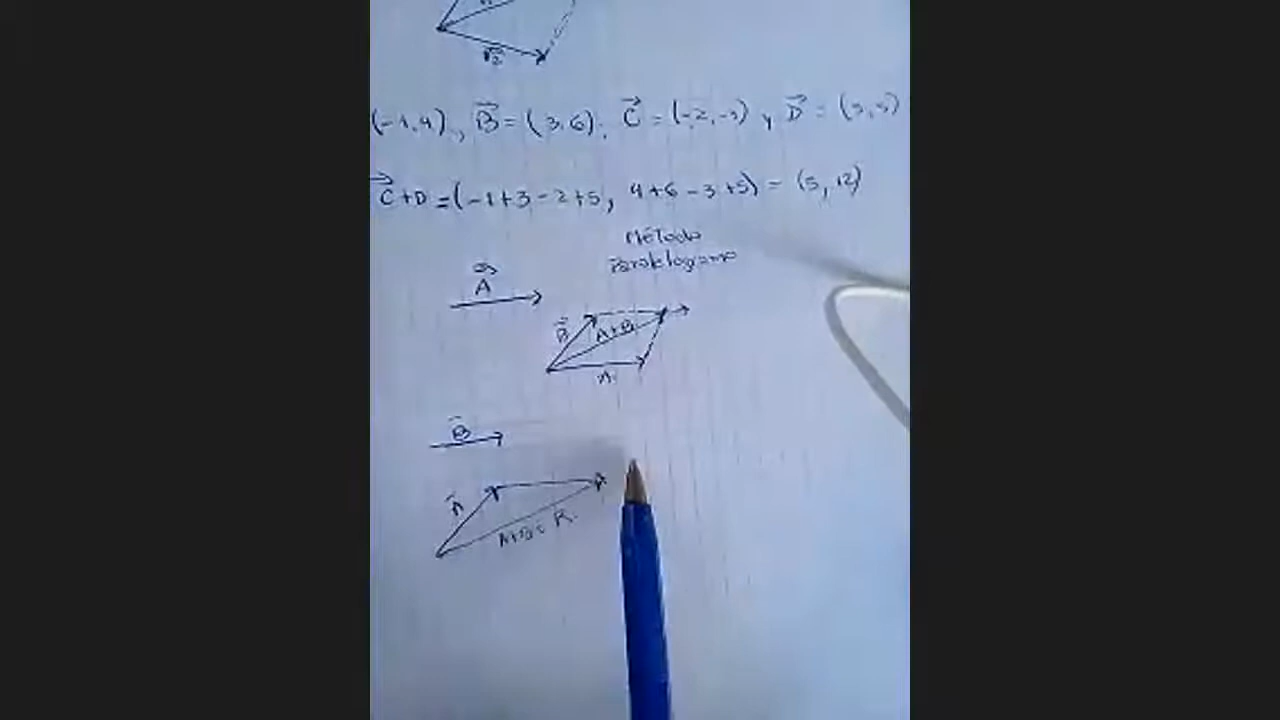 V2
(-1,4), B = (3,6), C = (-2,-3) y D = (5,5)
C+D = (-1+3-2+5, 4+6-3+5) = (5,12)
Método
Paralelogramo
A
B A+B
A
B
A
A+B = R.